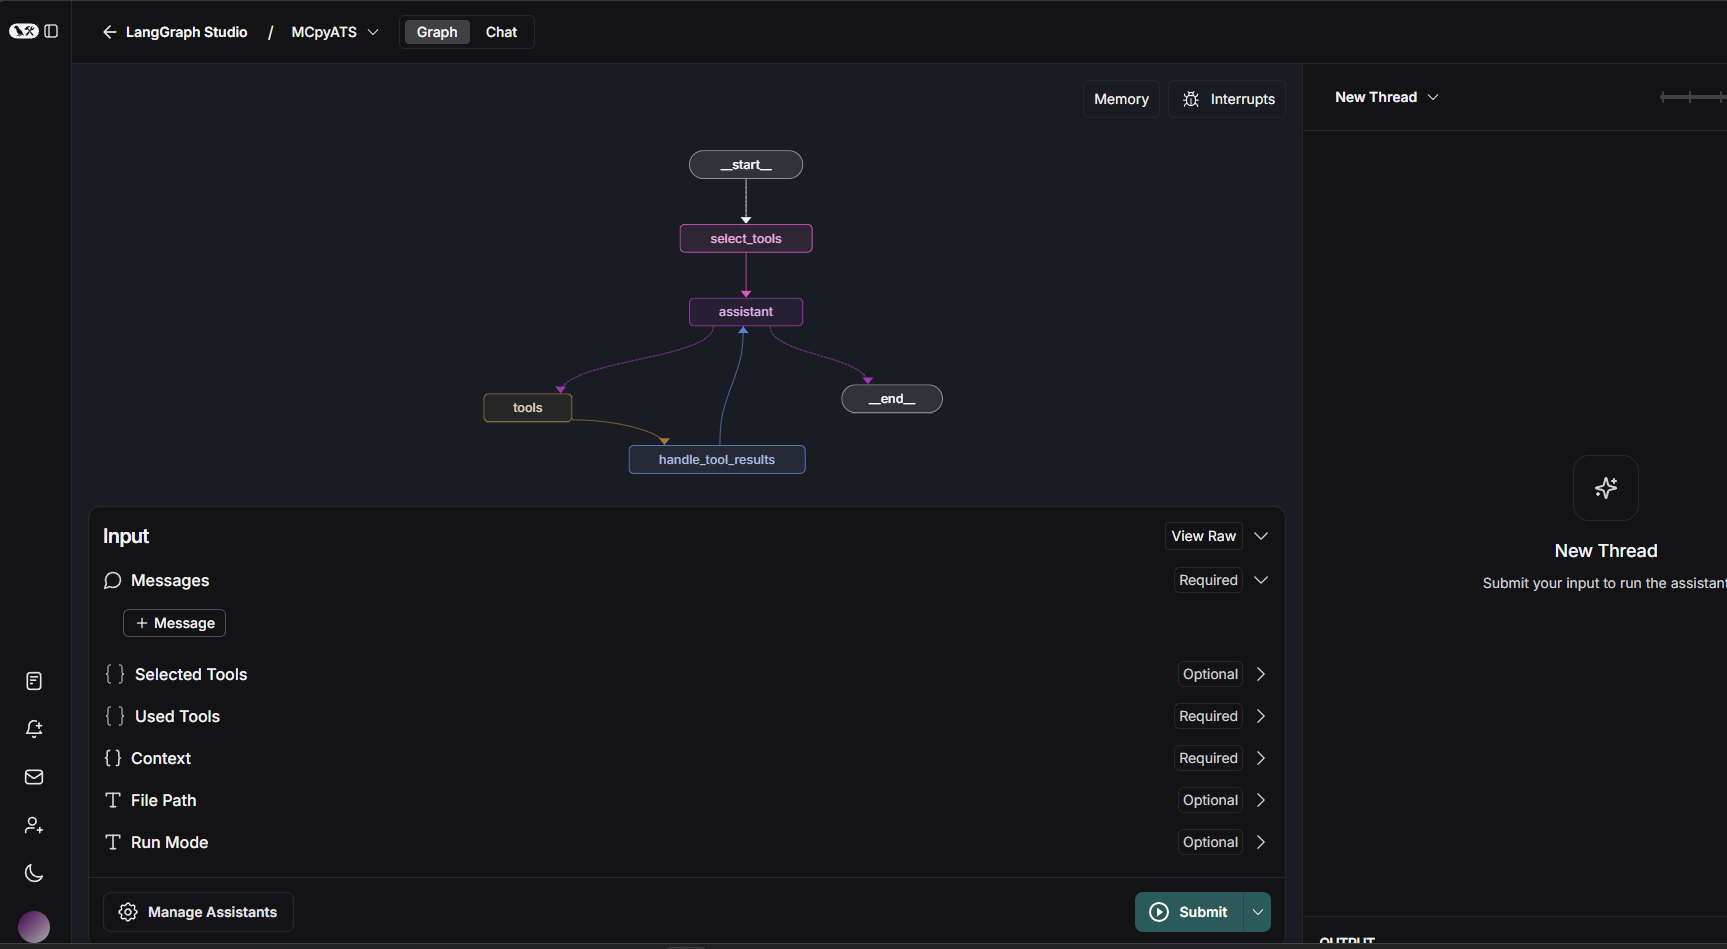 LangGraph Studio / MCpyATS Graph Chat
Memory Interrupts
__start__
select_tools
assistant
tools
__end__
handle_tool_results
Input View Raw
Messages Required
+ Message
{ } Selected Tools Optional
{ } Used Tools Required
{} Context Required
T File Path Optional
T Run Mode Optional
Manage Assistants Submit
New Thread
New Thread
Submit your input to run the assistant
OUTPUT